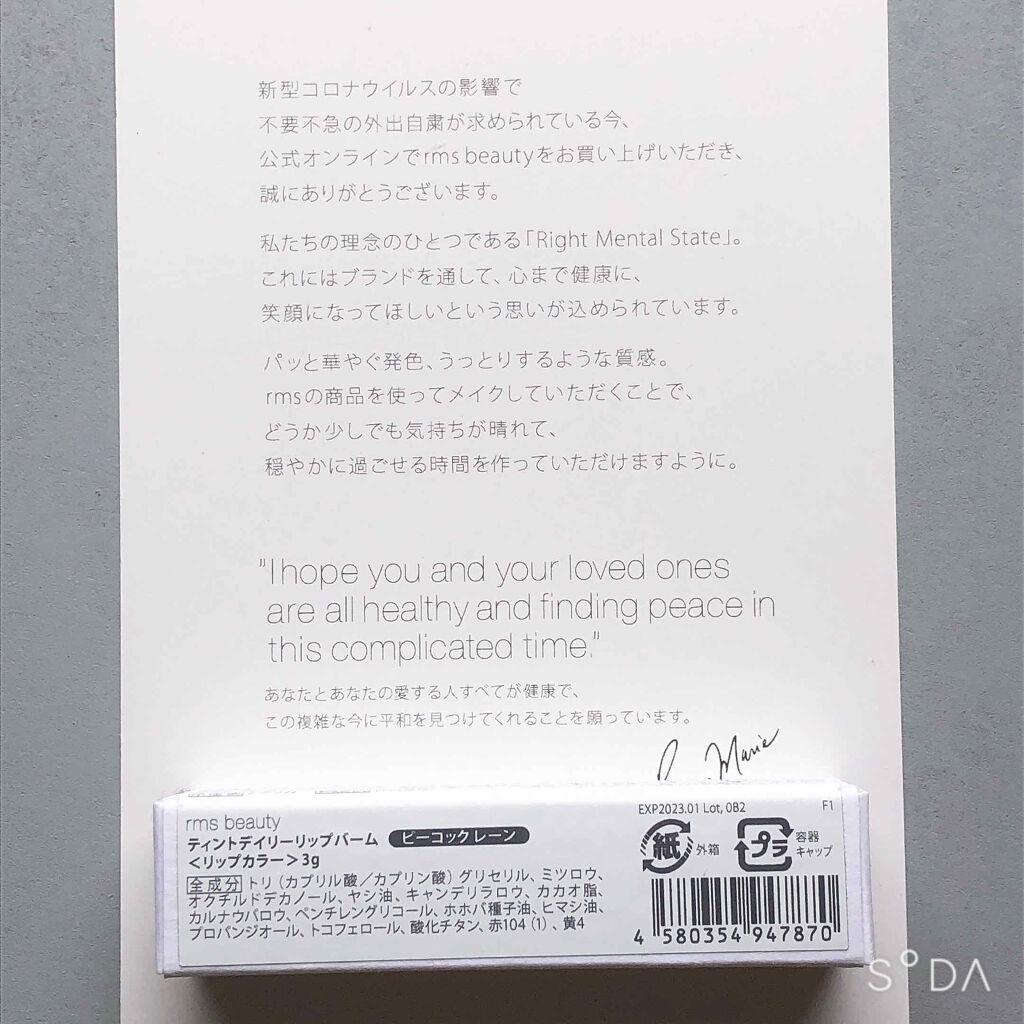 新型コロナウイルスの影響で
不要不急の外出自粛が求められている今、
公式オンラインでrms beautyをお買い上げいただき、
誠にありがとうございます。
私たちの理念のひとつである「Right Mental State」。
これにはブランドを通して、心まで健康に、
笑顔になってほしいという思いが込められています。
パッと華やぐ発色、うっとりするような質感。
rmsの商品を使ってメイクしていただくことで、
どうか少しでも気持ちが晴れて、
穏やかに過ごせる時間を作っていただけますように。
"I hope you and your loved ones
are all healthy and finding peace in
this complicated time."
あなたとあなたの愛する人すべてが健康で、
この複雑な今に平和を見つけてくれることを願っています。
Marie
rms beauty
ティントデイリーリップバーム ピーコックレーン
<リップカラー>3g
全成分 トリ(カプリル酸/カプリン酸)グリセリル、ミツロウ、
オクチルドデカノール、ヤシ油、キャンデリラロウ、カカオ脂、
カルナウバロウ、ペンチレングリコール、ホホバ種子油、ヒマシ油、
プロパンジオール、トコフェロール、酸化チタン、赤104(1)、黄4
EXP2023.01 Lot, 0B2 F1
紙 外箱 プラ 容器
キャップ
4 580354 947870
SODA